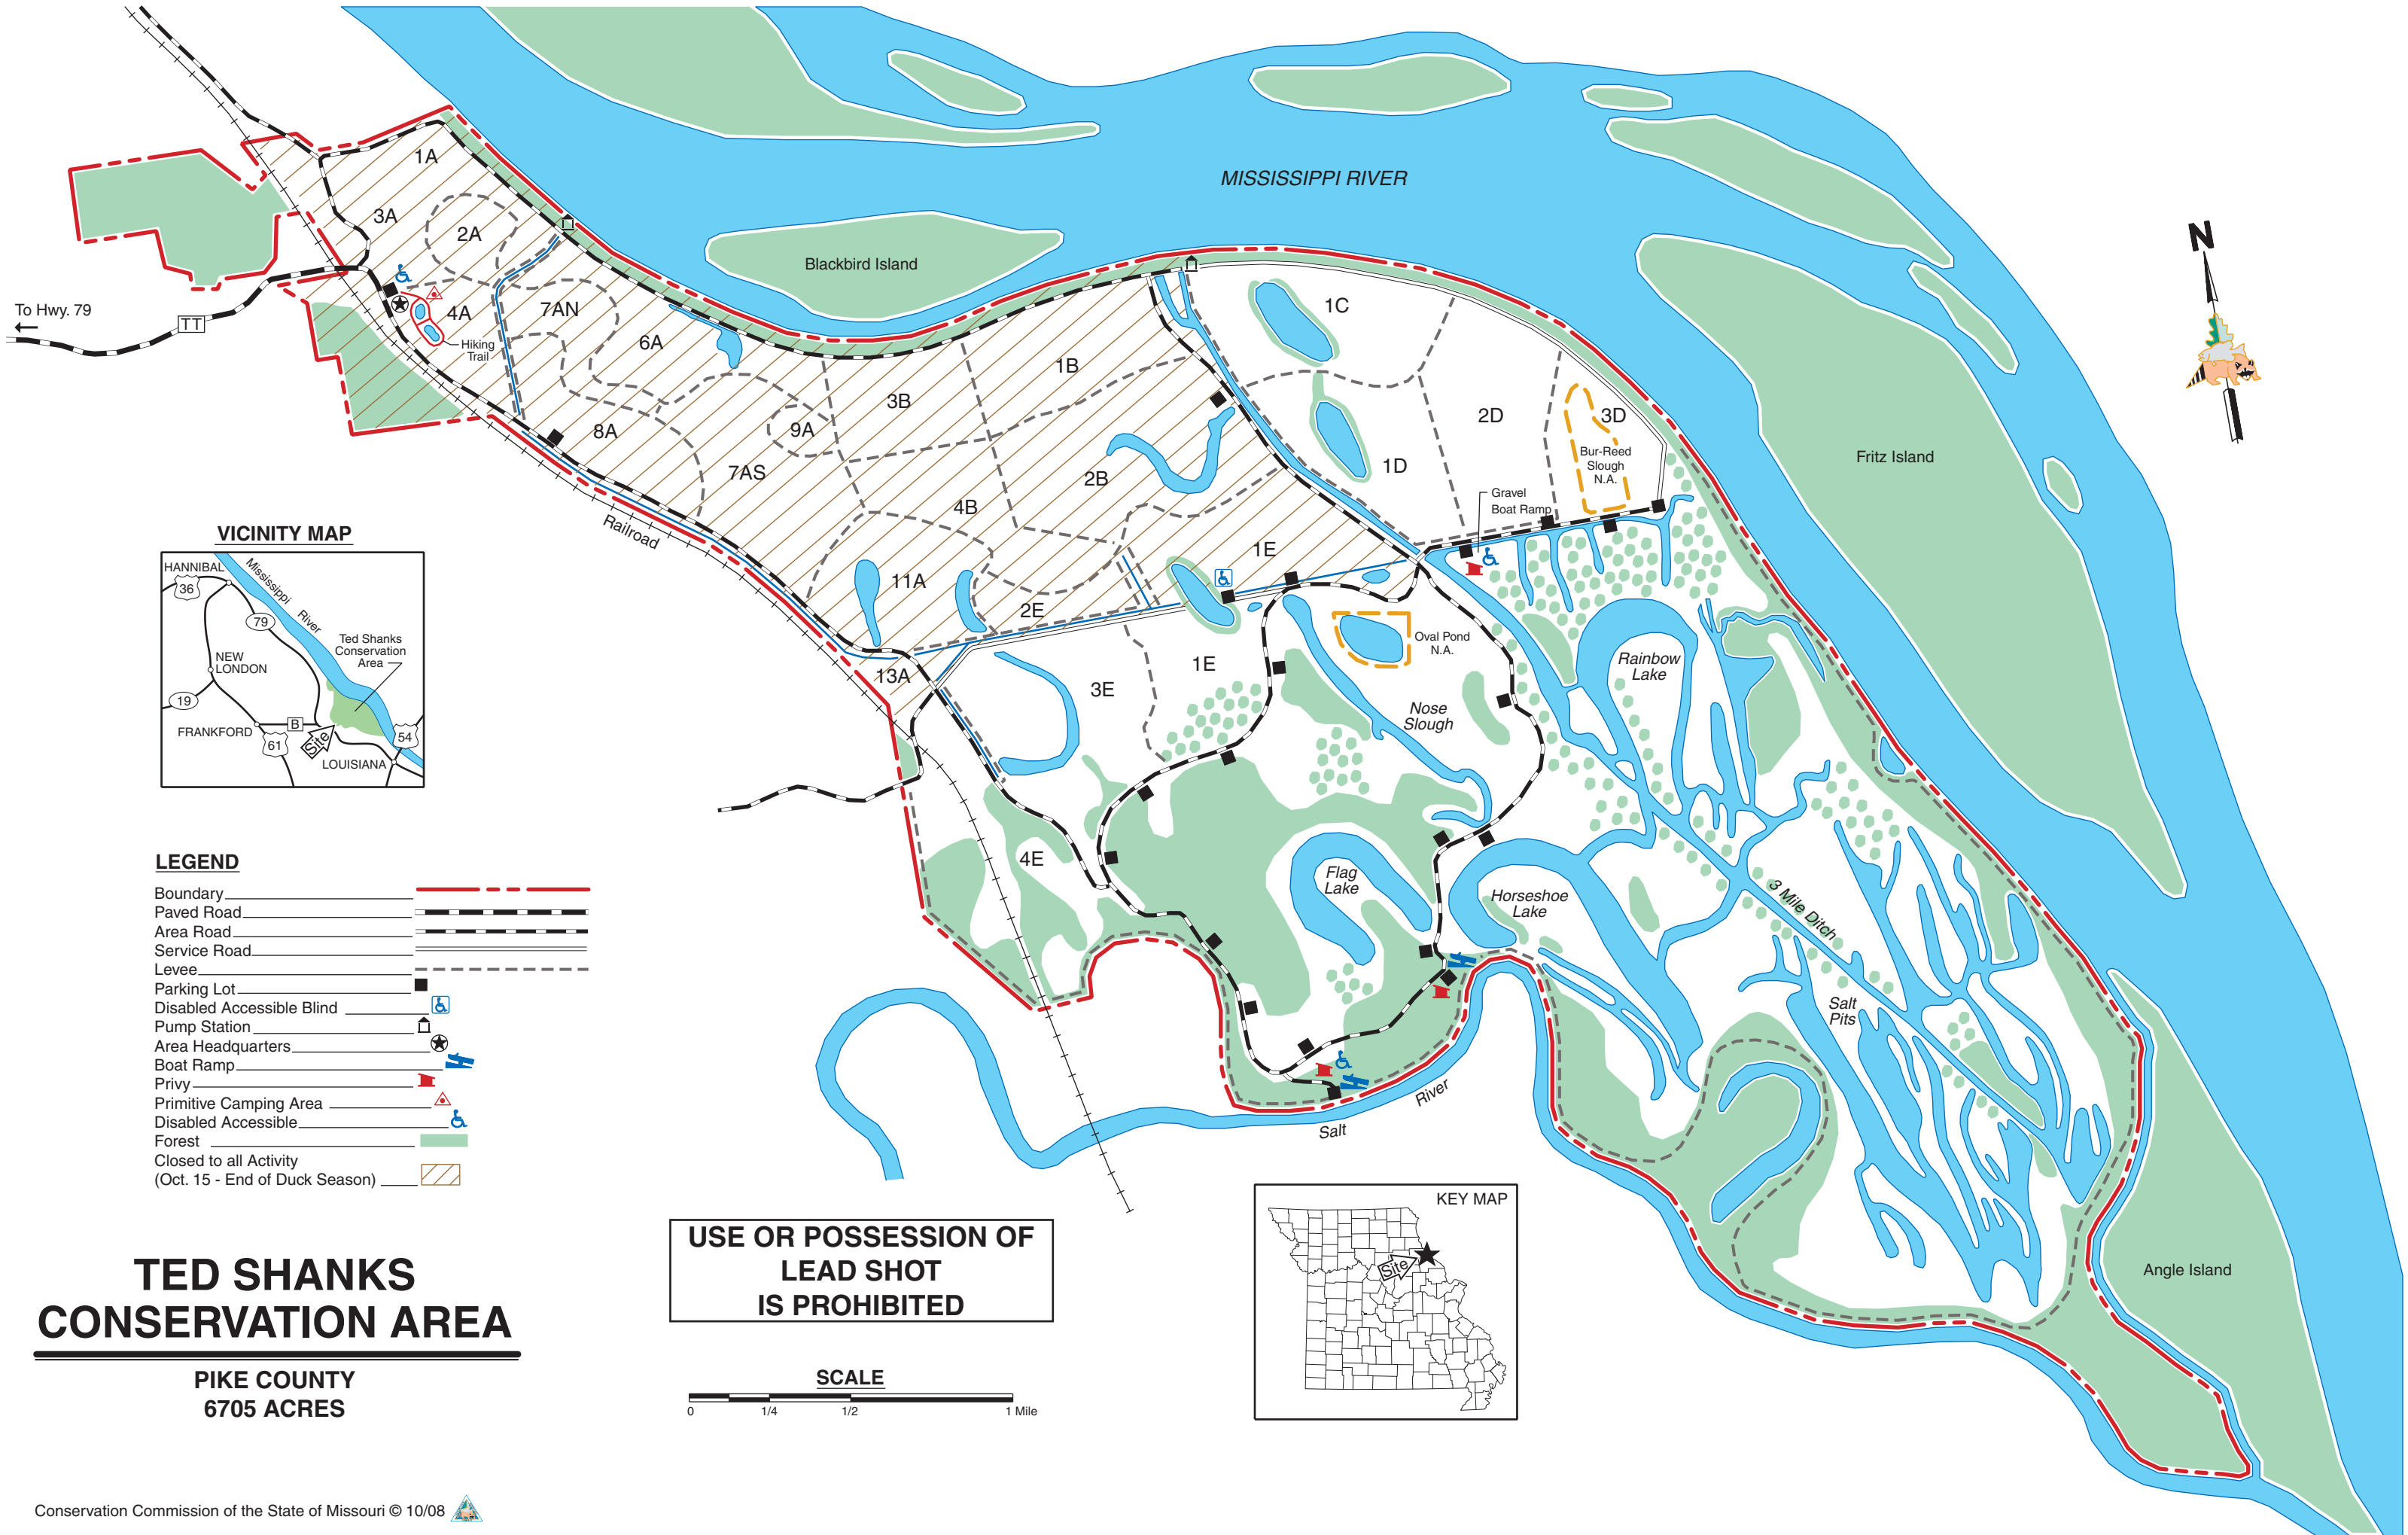 MISSISSIPPI RIVER
Blackbird Island
Fritz Island
Angle Island
N
To Hwy. 79
TT
1A
3A
2A
4A
7AN
6A
Hiking
Trail
8A
9A
7AS
3B
1B
4B
2B
11A
2E
1E
13A
1C
1D
2D
3D
Bur-Reed
Slough
N.A.
Gravel
Boat Ramp
Railroad
3E
1E
4E
Oval Pond
N.A.
Nose
Slough
Rainbow
Lake
Flag
Lake
Horseshoe
Lake
3 Mile Ditch
Salt
Pits
Salt
River
VICINITY MAP
HANNIBAL
36
Mississippi
River
79
Ted Shanks
Conservation
Area
NEW
LONDON
19
FRANKFORD
B
61
Site
54
LOUISIANA
LEGEND
Boundary
Paved Road
Area Road
Service Road
Levee
Parking Lot
Disabled Accessible Blind
Pump Station
Area Headquarters
Boat Ramp
Privy
Primitive Camping Area
Disabled Accessible
Forest
Closed to all Activity
(Oct. 15 - End of Duck Season)
TED SHANKS
CONSERVATION AREA
PIKE COUNTY
6705 ACRES
USE OR POSSESSION OF
LEAD SHOT
IS PROHIBITED
SCALE
0 1/4 1/2 1 Mile
KEY MAP
Site
Conservation Commission of the State of Missouri © 10/08